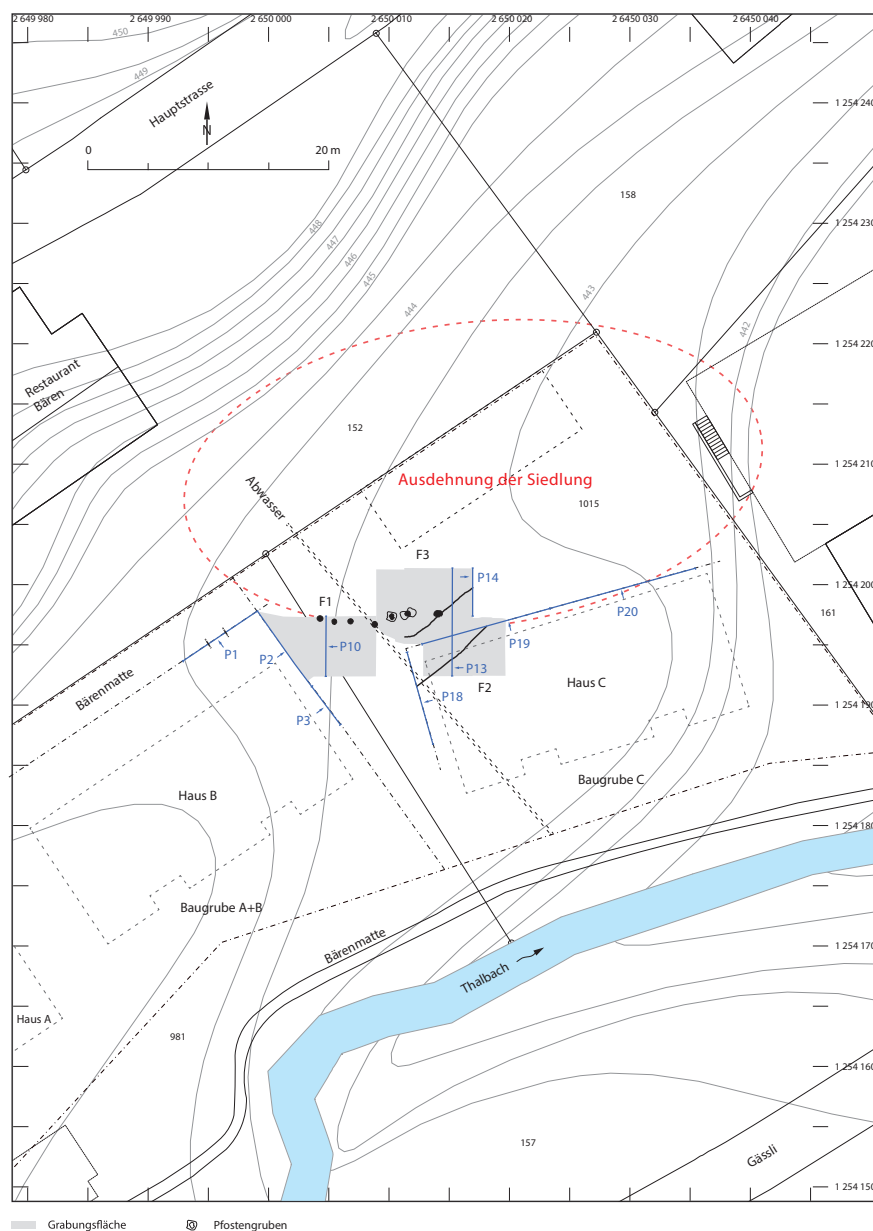 2 649 980
2 649 990
2 650 000
2 650 010
2 650 020
2 6450 030
2 6450 040
450
449
Hauptstrasse
N
0
20 m
1 254 240
158
1 254 230
448
447
446
445
444
443
442
1 254 220
Restaurant
Bären
152
Abwasser
Ausdehnung der Siedlung
1 254 210
1015
F3
P14
1 254 200
F1
P20
161
P10
P19
P1
P2
P13
Bärenmatte
F2
Haus C
P18
P3
1 254 190
Baugrube C
Haus B
1 254 180
Baugrube A+B
Bärenmatte
1 254 170
Thalbach
Haus A
981
1 254 160
157
Gässli
1 254 150
Grabungsfläche
Pfostengruben